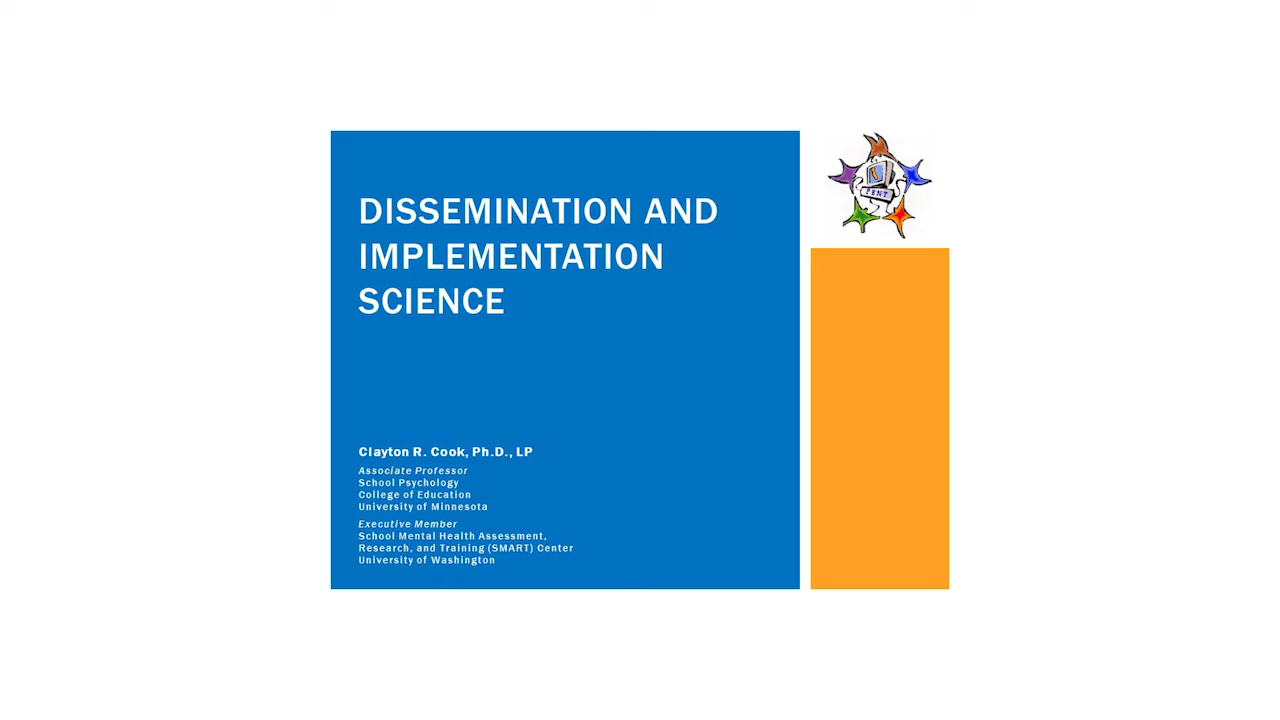 DISSEMINATION AND
IMPLEMENTATION
SCIENCE
Clayton R. Cook, Ph.D., LP
Associate Professor
School Psychology
College of Education
University of Minnesota
Executive Member
School Mental Health Assessment,
Research, and Training (SMART) Center
University of Washington
PENT